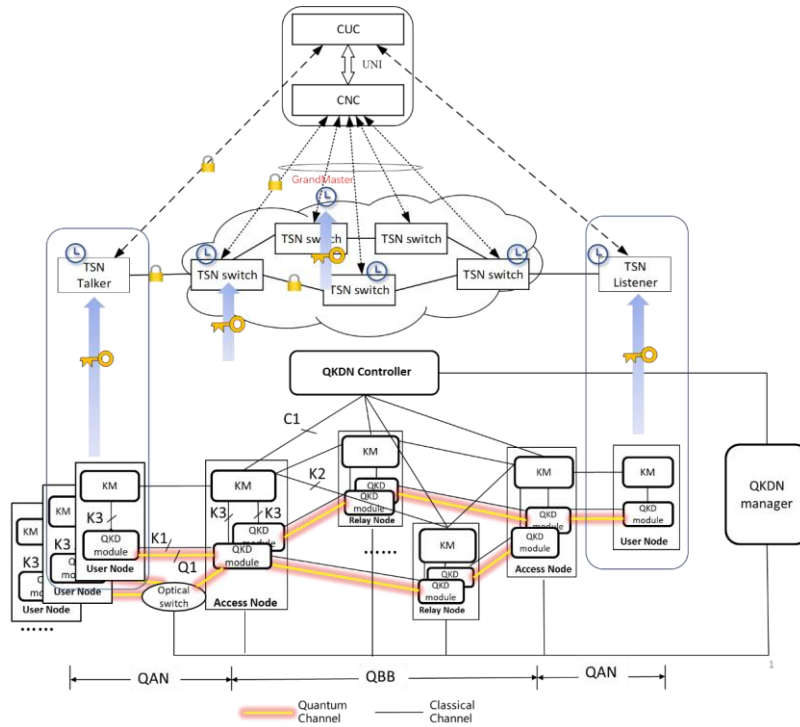 CUC
UNI
CNC
GrandMaster
TSN switch
TSN switch
TSN
Talker
TSN switch
TSN switch
TSN switch
TSN
Listener
QKDN Controller
C1
KM
KM
KM
KM
KM
K2
QKDN
manager
K3
K3
K3
QKD
QKD
module
Relay Node
QKD
module
QKD
module
K1
Q1
QKD
module
User Node
QKD
module
QKD
module
User Node
K3
K3
KM
QKD
QKD
module
Relay Node
Access Node
Access Node
User Node
User Node
Optical
switch
......
......
1
QAN
QBB
QAN
Quantum
Channel
Classical
Channel